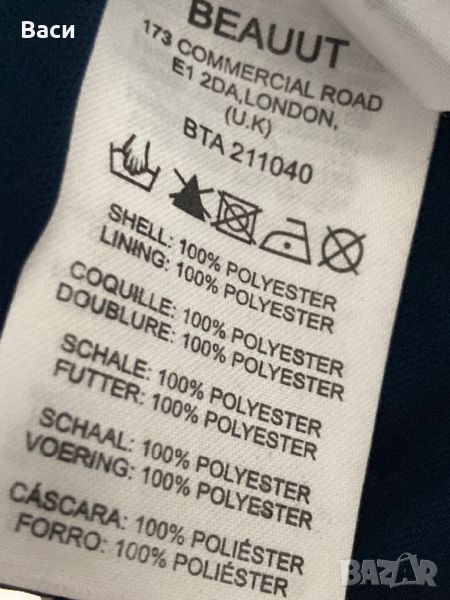 Васи
BEAUUT
173 COMMERCIAL ROAD
E1 2DA,LONDON,
(U.K)
BTA 211040
SHELL: 100% POLYESTER
LINING: 100% POLYESTER
COQUILLE: 100% POLYESTER
DOUBLURE: 100% POLYESTER
SCHALE: 100% POLYESTER
FUTTER: 100% POLYESTER
SCHAAL: 100% POLYESTER
VOERING: 100% POLYESTER
CÁSCARA: 100% POLIÉSTER
FORRO: 100% POLIÉSTER
BAZAR